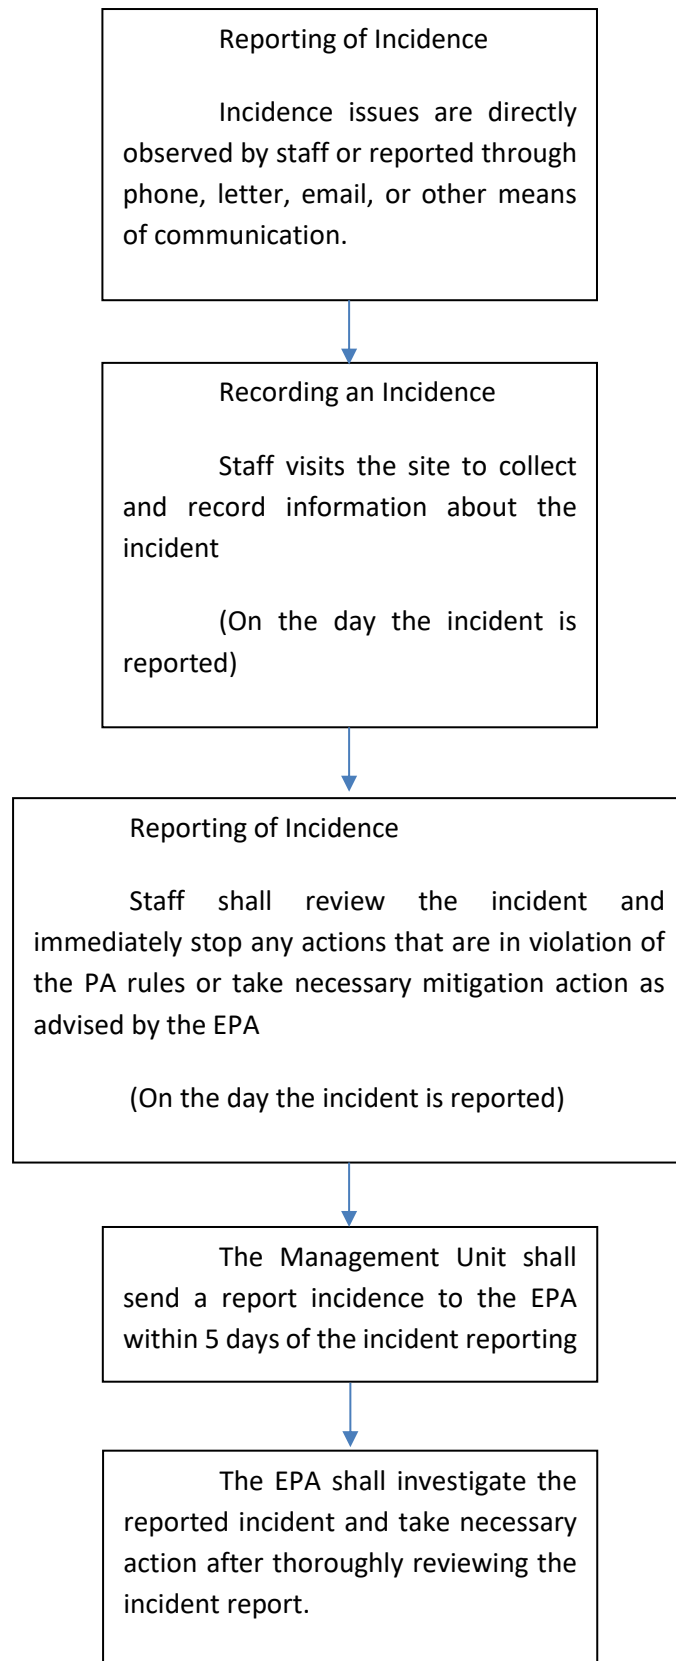 Reporting of Incidence
Incidence issues are directly
observed by staff or reported through
phone, letter, email, or other means
of communication.
Recording an Incidence
Staff visits the site to collect
and record information about the
incident
(On the day the incident is
reported)
Reporting of Incidence
Staff shall review the incident and
immediately stop any actions that are in violation of
the PA rules or take necessary mitigation action as
advised by the EPA
(On the day the incident is reported)
The Management Unit shall
send a report incidence to the EPA
within 5 days of the incident reporting
The EPA shall investigate the
reported incident and take necessary
action after thoroughly reviewing the
incident report.